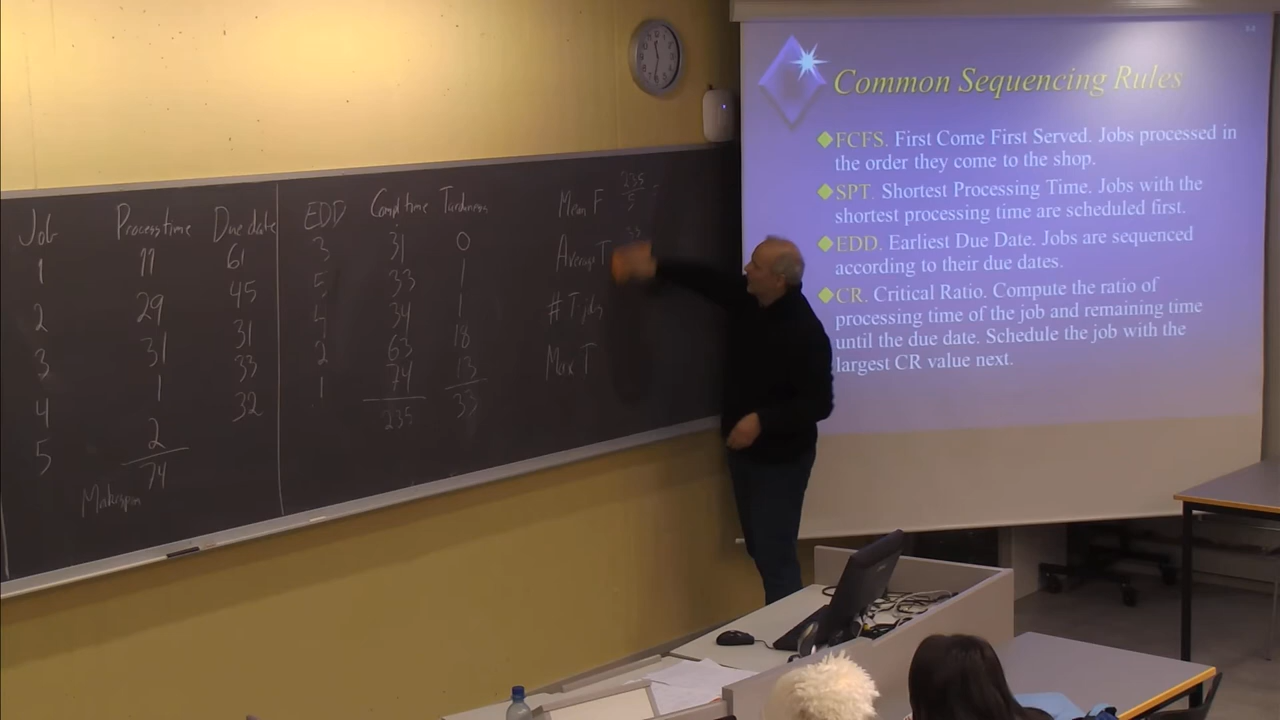 Job Process time Due date
1 11 61
2 29 45
3 31 31
4 1 33
5 2 32
74
Makespan
EDD Compl time Tardiness
3 31 0
5 33 1
4 34 1
2 63 18
1 74 13
235 33
Mean F 235/5
Average T 33
# T jobs
Max T
Common Sequencing Rules
FCFS. First Come First Served. Jobs processed in
the order they come to the shop.
SPT. Shortest Processing Time. Jobs with the
shortest processing time are scheduled first.
EDD. Earliest Due Date. Jobs are sequenced
according to their due dates.
CR. Critical Ratio. Compute the ratio of
processing time of the job and remaining time
until the due date. Schedule the job with the
largest CR value next.